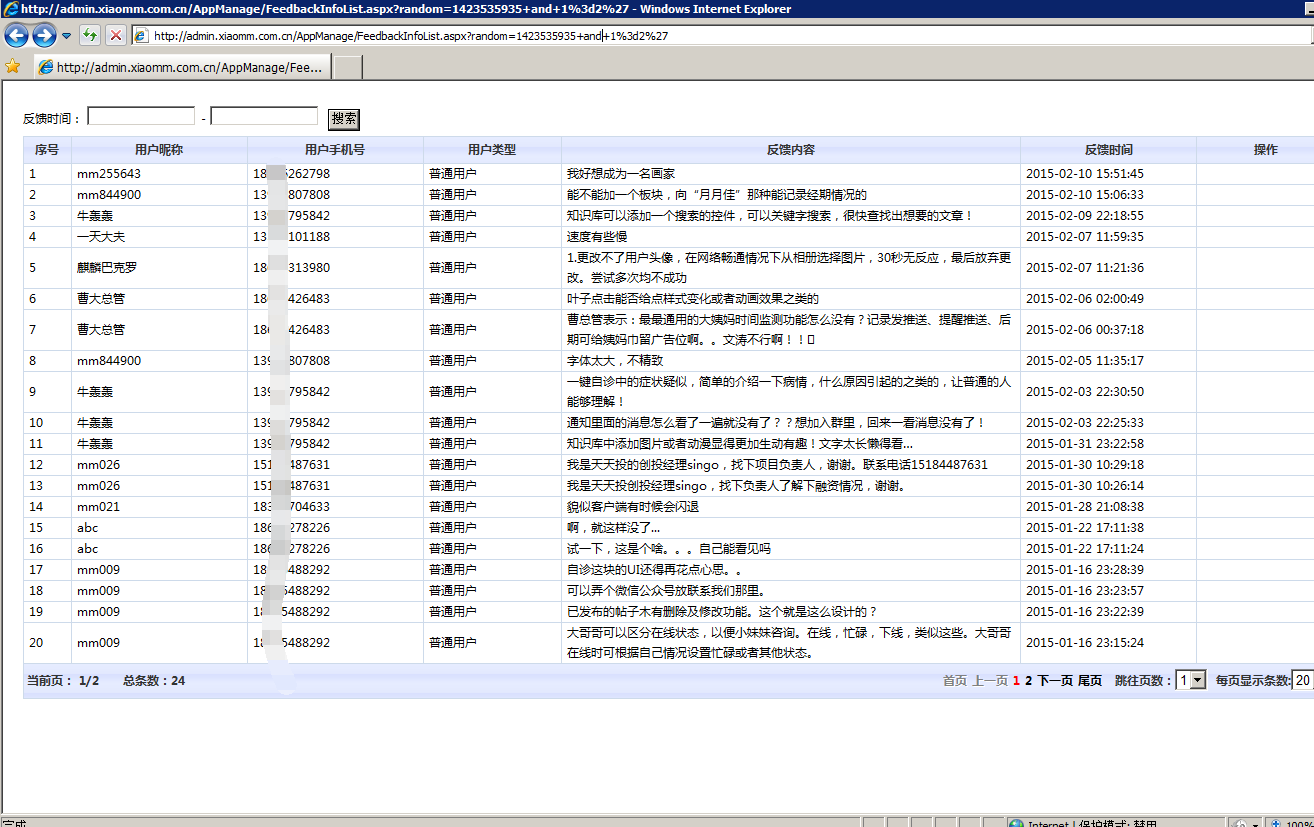 http://admin.xiaomm.com.cn/AppManage/FeedbackInfoList.aspx?random=1423535935+and+1%3d2%27 - Windows Internet Explorer
http://admin.xiaomm.com.cn/AppManage/FeedbackInfoList.aspx?random=1423535935+and+1%3d2%27
http://admin.xiaomm.com.cn/AppManage/Fee...
反馈时间： - 搜索
序号 用户昵称 用户手机号 用户类型 反馈内容 反馈时间 操作
1 mm255643 18 262798 普通用户 我好想成为一名画家 2015-02-10 15:51:45
2 mm844900 13 807808 普通用户 能不能加一个板块，向“月月佳”那种能记录经期情况的 2015-02-10 15:06:33
3 牛轰轰 13 795842 普通用户 知识库可以添加一个搜索的控件，可以关键字搜索，很快查找出想要的文章！ 2015-02-09 22:18:55
4 一天大夫 13 101188 普通用户 速度有些慢 2015-02-07 11:59:35
5 麒麟巴克罗 18 313980 普通用户 1.更改不了用户头像，在网络畅通情况下从相册选择图片，30秒无反应，最后放弃更
改。尝试多次均不成功 2015-02-07 11:21:36
6 曹大总管 18 426483 普通用户 叶子点击能否给点样式变化或者动画效果之类的 2015-02-06 02:00:49
7 曹大总管 18 426483 普通用户 曹总管表示：最最通用的大姨妈时间监测功能怎么没有？记录发推送、提醒推送、后
期可给姨妈巾留广告位啊。。文涛不行啊！！ 2015-02-06 00:37:18
8 mm844900 139 807808 普通用户 字体太大，不精致 2015-02-05 11:35:17
9 牛轰轰 139 795842 普通用户 一键自诊中的症状疑似，简单的介绍一下病情，什么原因引起的之类的，让普通的人
能够理解！ 2015-02-03 22:30:50
10 牛轰轰 139 795842 普通用户 通知里面的消息怎么看了一遍就没有了？？想加入群里，回来一看消息没有了！ 2015-02-03 22:25:33
11 牛轰轰 139 795842 普通用户 知识库中添加图片或者动漫显得更加生动有趣！文字太长懒得看... 2015-01-31 23:22:58
12 mm026 151 487631 普通用户 我是天天投的创投经理singo，找下项目负责人，谢谢。联系电话15184487631 2015-01-30 10:29:18
13 mm026 151 487631 普通用户 我是天天投创投经理singo，找下负责人了解下融资情况，谢谢。 2015-01-30 10:26:14
14 mm021 183 704633 普通用户 貌似客户端有时候会闪退 2015-01-28 21:08:38
15 abc 186 278226 普通用户 啊，就这样没了... 2015-01-22 17:11:38
16 abc 186 278226 普通用户 试一下，这是个啥。。。自己能看见吗 2015-01-22 17:11:24
17 mm009 18 488292 普通用户 自诊这块的UI还得再花点心思。。 2015-01-16 23:28:39
18 mm009 18 5488292 普通用户 可以弄个微信公众号放联系我们那里。 2015-01-16 23:23:57
19 mm009 18 5488292 普通用户 已发布的帖子木有删除及修改功能。这个就是这么设计的？ 2015-01-16 23:22:39
20 mm009 18 5488292 普通用户 大哥哥可以区分在线状态，以便小妹妹咨询。在线，忙碌，下线，类似这些。大哥哥
在线时可根据自己情况设置忙碌或者其他状态。 2015-01-16 23:15:24
当前页： 1/2 总条数：24 首页 上一页 1 2 下一页 尾页 跳往页数： 1 每页显示条数: 20
完成 Internet | 保护模式: 禁用 100%